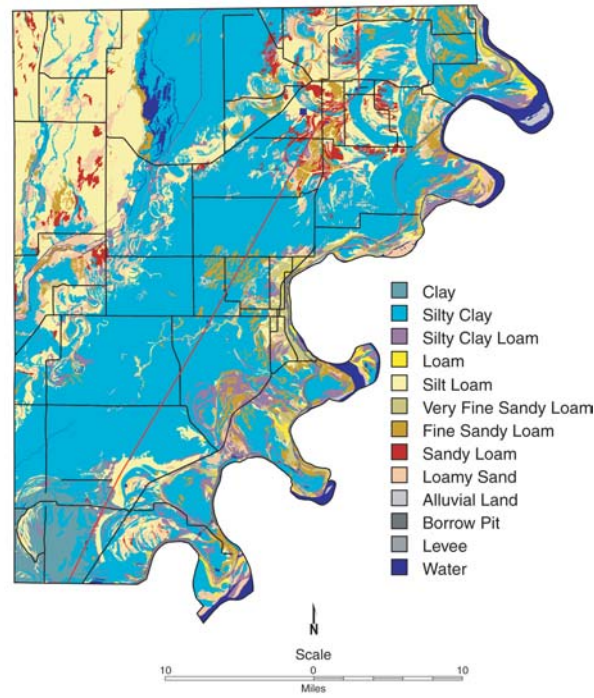 Clay
Silty Clay
Silty Clay Loam
Loam
Silt Loam
Very Fine Sandy Loam
Fine Sandy Loam
Sandy Loam
Loamy Sand
Alluvial Land
Borrow Pit
Levee
Water
N
Scale
10 0 10
Miles